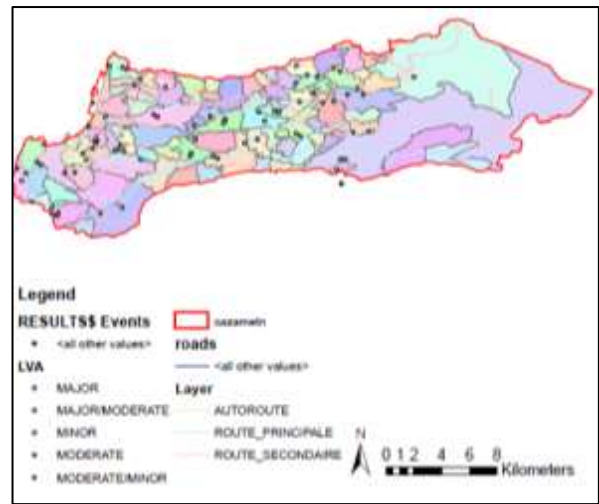 Legend
RESULTS$ Events
<all other values>
LVA
MAJOR
MAJOR/MODERATE
MINOR
MODERATE
MODERATE/MINOR
roads
<all other values>
Layer
AUTOROUTE
ROUTE_PRINCIPALE
ROUTE_SECONDAIRE
N
0 1 2 4 6 8
Kilometers